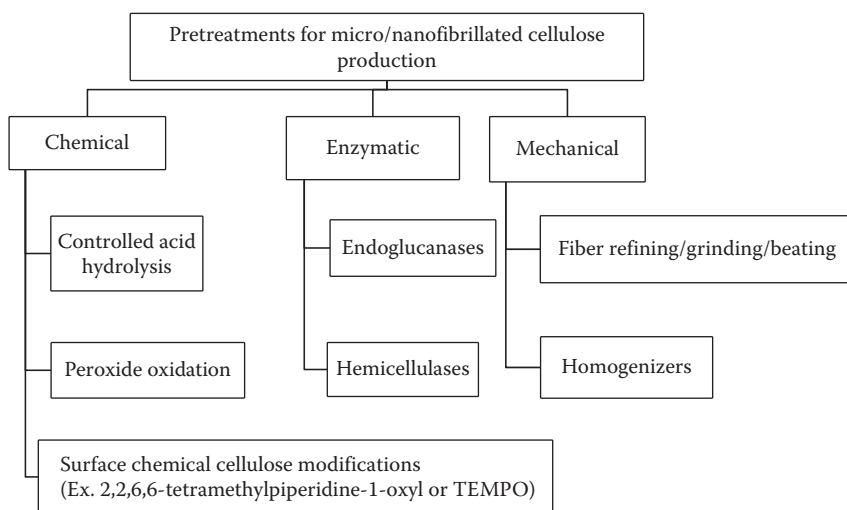 Pretreatments for micro/nanofibrillated cellulose
production
Chemical
Enzymatic
Mechanical
Controlled acid
hydrolysis
Endoglucanases
Fiber refining/grinding/beating
Peroxide oxidation
Hemicellulases
Homogenizers
Surface chemical cellulose modifications
(Ex. 2,2,6,6-tetramethylpiperidine-1-oxyl or TEMPO)